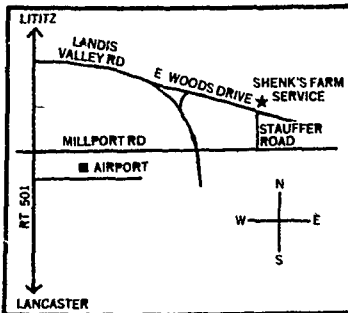 LITITZ
LANDIS
VALLEY RD
E WOODS DRIVE
SHENK'S FARM
SERVICE
STAUFFER
ROAD
MILLPORT RD
AIRPORT
RT 501
N
W
E
S
LANCASTER